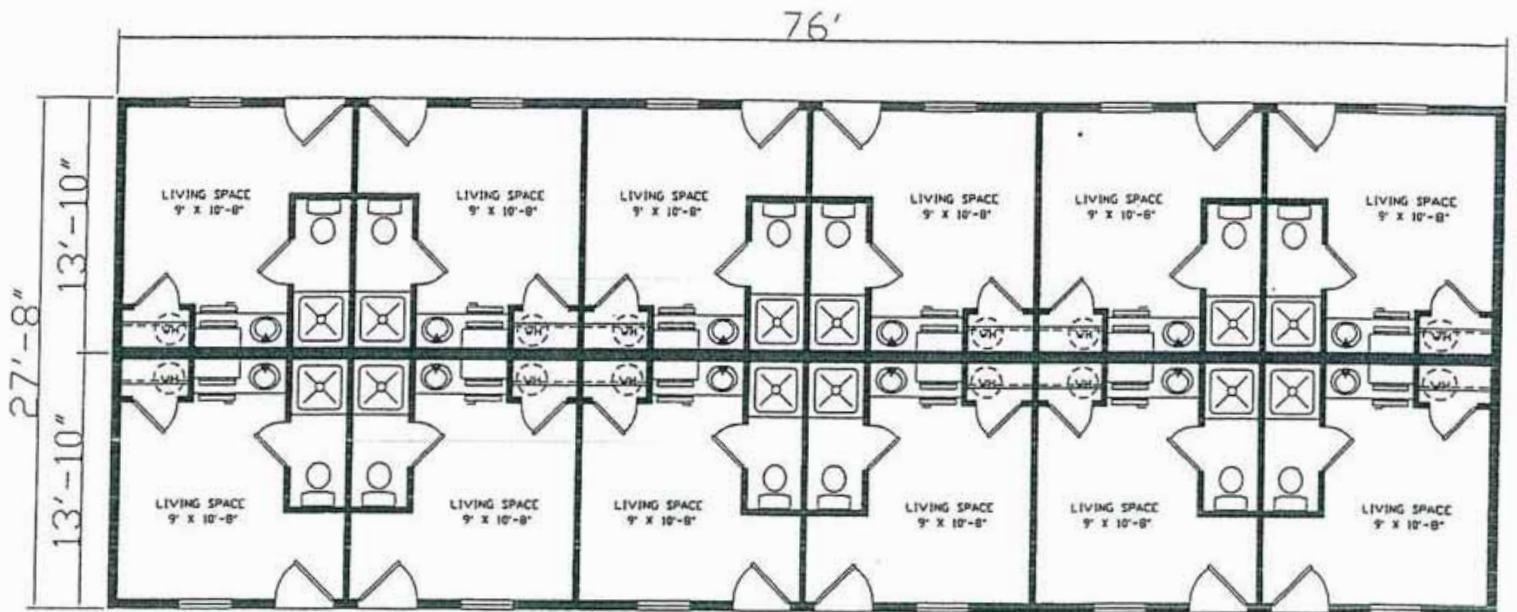 76'
LIVING SPACE
9' X 10'-8"
LIVING SPACE
9' X 10'-8"
LIVING SPACE
9' X 10'-8"
LIVING SPACE
9' X 10'-8"
LIVING SPACE
9' X 10'-8"
LIVING SPACE
9' X 10'-8"
13'-10"
27'-8"
WH
WH
WH
WH
WH
WH
WH
WH
WH
WH
WH
WH
13'-10"
LIVING SPACE
9' X 10'-8"
LIVING SPACE
9' X 10'-8"
LIVING SPACE
9' X 10'-8"
LIVING SPACE
9' X 10'-8"
LIVING SPACE
9' X 10'-8"
LIVING SPACE
9' X 10'-8"